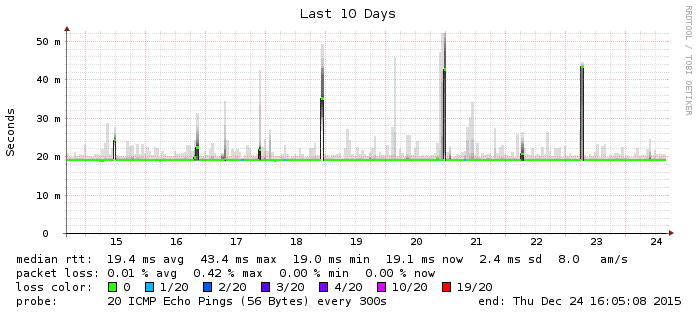 Last 10 Days
RRDTOOL / TOBI OETIKER
Seconds
50 m
40 m
30 m
20 m
10 m
0
15 16 17 18 19 20 21 22 23 24
median rtt: 19.4 ms avg 43.4 ms max 19.0 ms min 19.1 ms now 2.4 ms sd 8.0 am/s
packet loss: 0.01 % avg 0.42 % max 0.00 % min 0.00 % now
loss color: 0 1/20 2/20 3/20 4/20 10/20 19/20
probe: 20 ICMP Echo Pings (56 Bytes) every 300s end: Thu Dec 24 16:05:08 2015